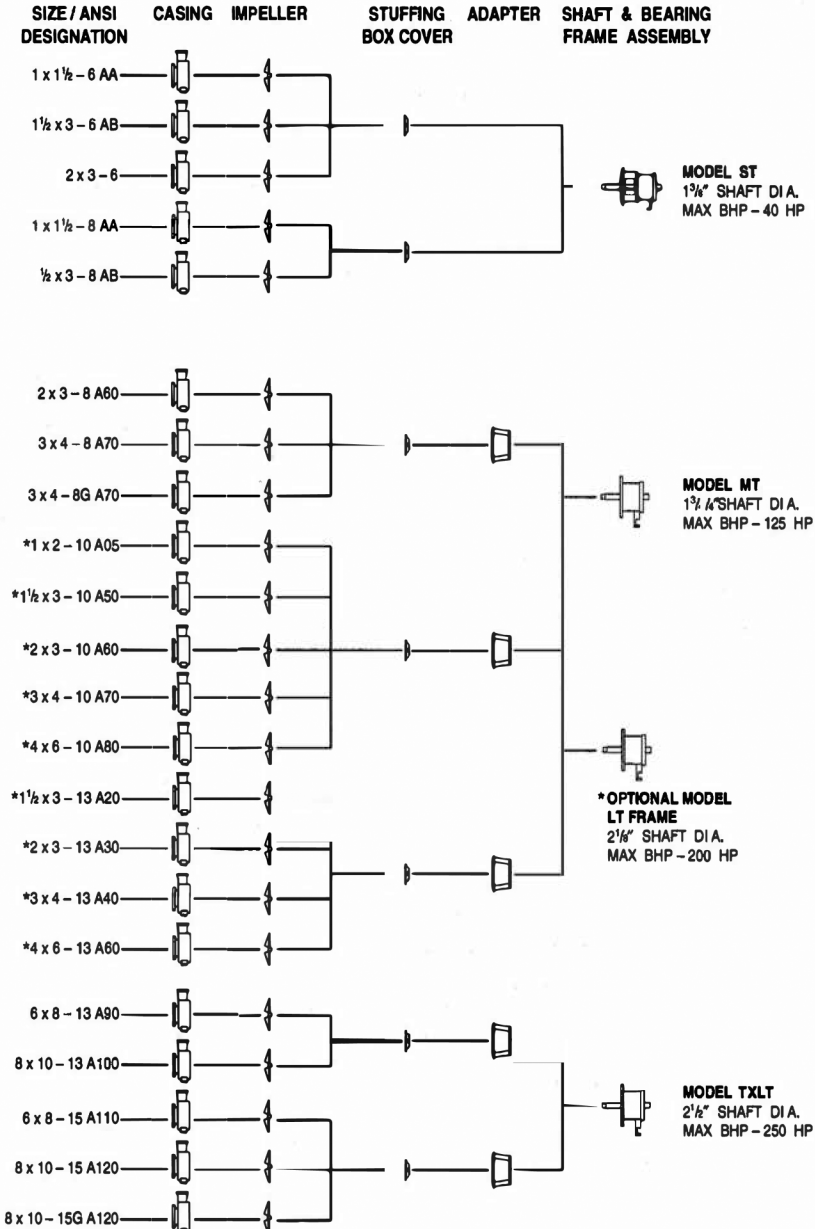 SIZE / ANSI DESIGNATION
CASING
IMPELLER
STUFFING BOX COVER
ADAPTER
SHAFT & BEARING FRAME ASSEMBLY
1 x 1½ – 6 AA
1½ x 3 – 6 AB
2 x 3 – 6
1 x 1½ – 8 AA
½ x 3 – 8 AB
MODEL ST
1⅜" SHAFT DIA.
MAX BHP – 40 HP
2 x 3 – 8 A60
3 x 4 – 8 A70
3 x 4 – 8G A70
*1 x 2 – 10 A05
*1½ x 3 – 10 A50
*2 x 3 – 10 A60
*3 x 4 – 10 A70
*4 x 6 – 10 A80
*1½ x 3 – 13 A20
*2 x 3 – 13 A30
*3 x 4 – 13 A40
*4 x 6 – 13 A60
MODEL MT
SHAFT DIA.
MAX BHP – 125 HP
*OPTIONAL MODEL
LT FRAME
2⅛" SHAFT DIA.
MAX BHP – 200 HP
6 x 8 – 13 A90
8 x 10 – 13 A100
6 x 8 – 15 A110
8 x 10 – 15 A120
8 x 10 – 15G A120
MODEL TXLT
2½" SHAFT DIA.
MAX BHP – 250 HP